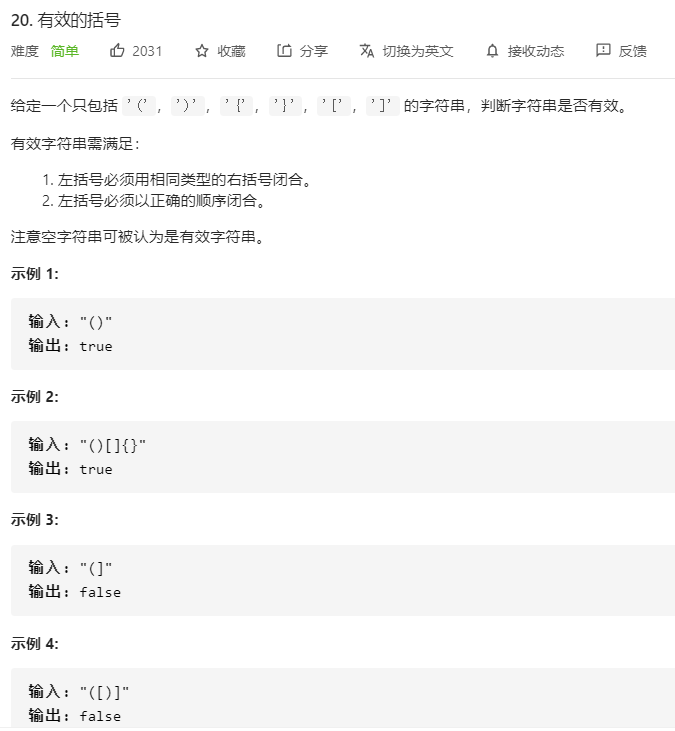 20. 有效的括号
难度 简单 2031 收藏 分享 切换为英文 接收动态 反馈
给定一个只包括 '('，')'，'{'，'}'，'['，']' 的字符串，判断字符串是否有效。
有效字符串需满足：
1. 左括号必须用相同类型的右括号闭合。
2. 左括号必须以正确的顺序闭合。
注意空字符串可被认为是有效字符串。
示例 1:
输入: "()"
输出: true
示例 2:
输入: "()[]{}"
输出: true
示例 3:
输入: "(]"
输出: false
示例 4:
输入: "([)]"
输出: false